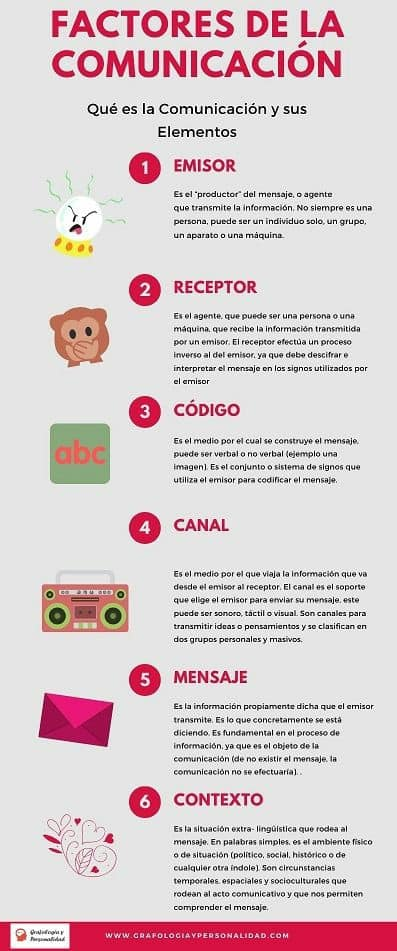 FACTORES DE LA
COMUNICACIÓN
Qué es la Comunicación y sus
Elementos
1 EMISOR
Es el "productor" del mensaje, o agente
que transmite la información. No siempre es una
persona, puede ser un individuo solo, un grupo,
un aparato o una máquina.
2 RECEPTOR
Es el agente, que puede ser una persona o una
máquina, que recibe la información transmitida
por un emisor. El receptor efectúa un proceso
inverso al del emisor, ya que debe descifrar e
interpretar el mensaje en los signos utilizados por
el emisor
3 CÓDIGO
abc
Es el medio por el cual se construye el mensaje,
puede ser verbal o no verbal (ejemplo una
imagen). Es el conjunto o sistema de signos que
utiliza el emisor para codificar el mensaje.
4 CANAL
Es el medio por el que viaja la información que va
desde el emisor al receptor. El canal es el soporte
que elige el emisor para enviar su mensaje, este
puede ser sonoro, táctil o visual. Son canales para
transmitir ideas o pensamientos y se clasifican en
dos grupos personales y masivos.
5 MENSAJE
Es la información propiamente dicha que el emisor
transmite. Es lo que concretamente se está
diciendo. Es fundamental en el proceso de
información, ya que es el objeto de la
comunicación (de no existir el mensaje, la
comunicación no se efectuaría). .
6 CONTEXTO
Es la situación extra- lingüística que rodea al
mensaje. En palabras simples, es el ambiente físico
o de situación (político, social, histórico o de
cualquier otra índole). Son circunstancias
temporales, espaciales y socioculturales que
rodean al acto comunicativo y que nos permiten
comprender el mensaje.
Grafología y
Personalidad
WWW.GRAFOLOGIAYPERSONALIDAD.COM